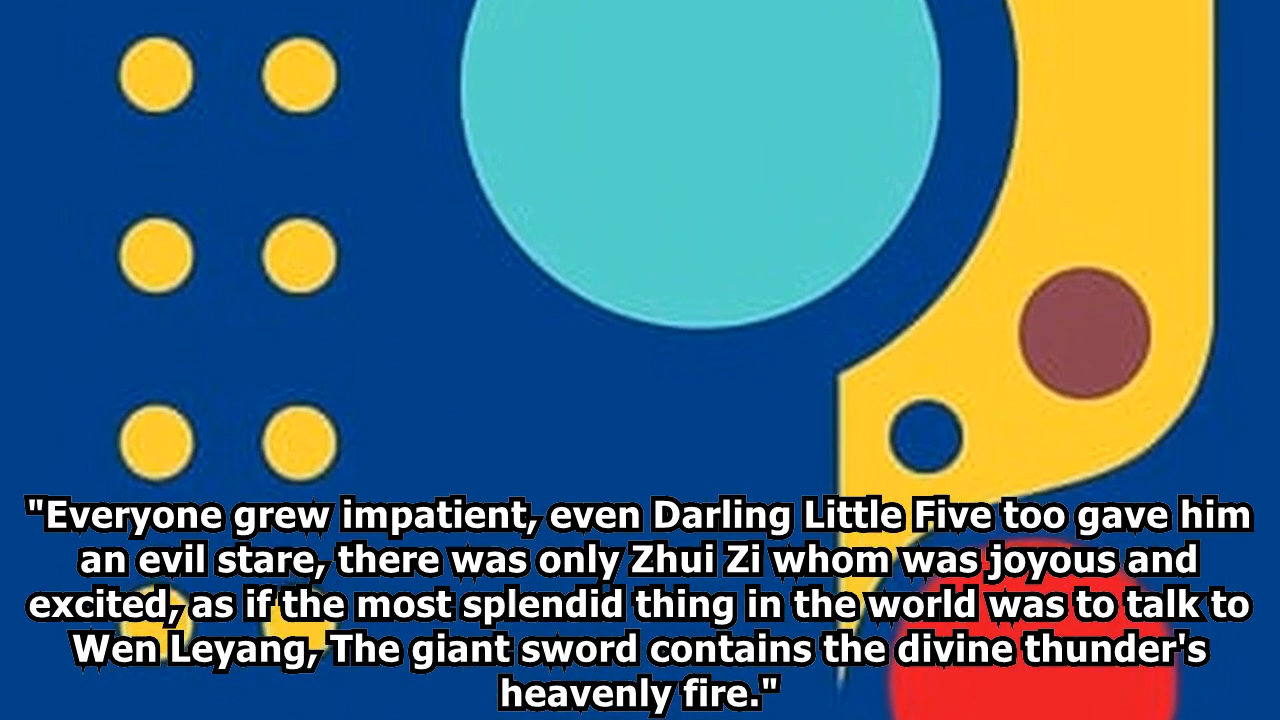 "Everyone grew impatient, even Darling Little Five too gave him
an evil stare, there was only Zhui Zi whom was joyous and
excited, as if the most splendid thing in the world was to talk to
Wen Leyang, The giant sword contains the divine thunder's
heavenly fire."